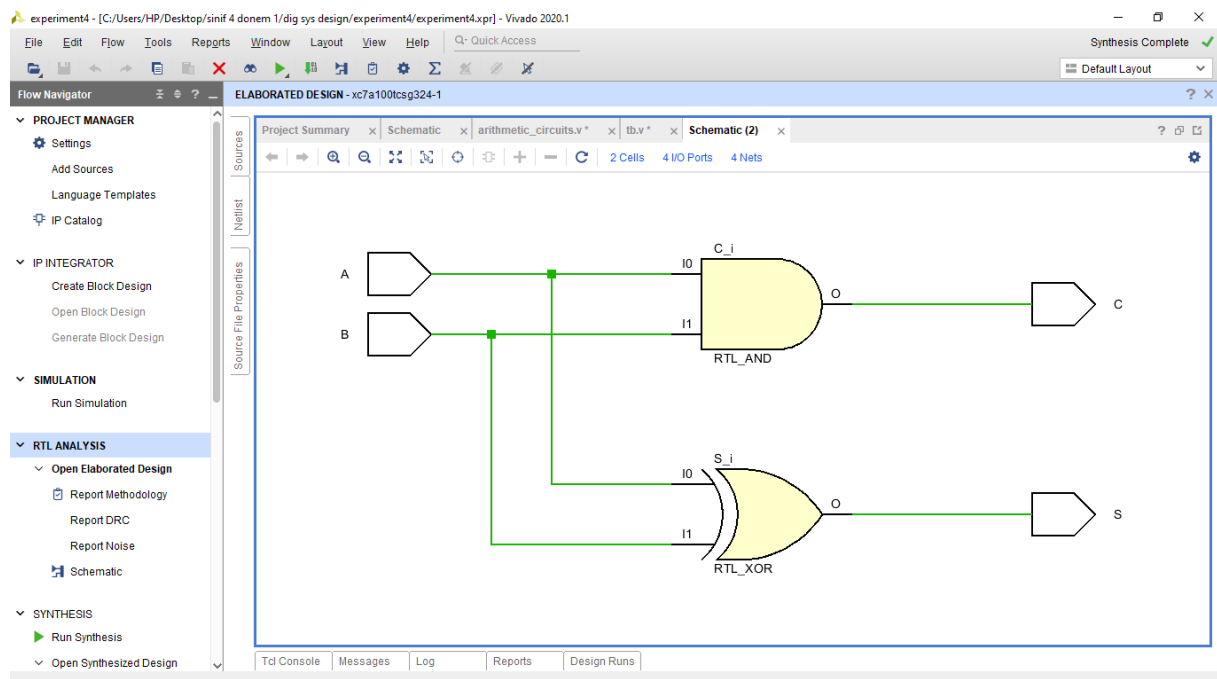 experiment4 - [C:/Users/HP/Desktop/sinif 4 donem 1/dig sys design/experiment4/experiment4.xpr] - Vivado 2020.1
File Edit Flow Tools Reports Window Layout View Help Q- Quick Access Synthesis Complete
Default Layout
Flow Navigator ? ELABORATED DESIGN - xc7a100tcsg324-1 ?
PROJECT MANAGER
Settings
Add Sources
Language Templates
IP Catalog
IP INTEGRATOR
Create Block Design
Open Block Design
Generate Block Design
SIMULATION
Run Simulation
RTL ANALYSIS
Open Elaborated Design
Report Methodology
Report DRC
Report Noise
Schematic
SYNTHESIS
Run Synthesis
Open Synthesized Design
Sources
Netlist
Source File Properties
Project Summary Schematic arithmetic_circuits.v * tb.v * Schematic (2) ?
2 Cells 4 I/O Ports 4 Nets
C_i
A I0
O C
B I1
RTL_AND
S_i
I0
O S
I1
RTL_XOR
Tcl Console Messages Log Reports Design Runs